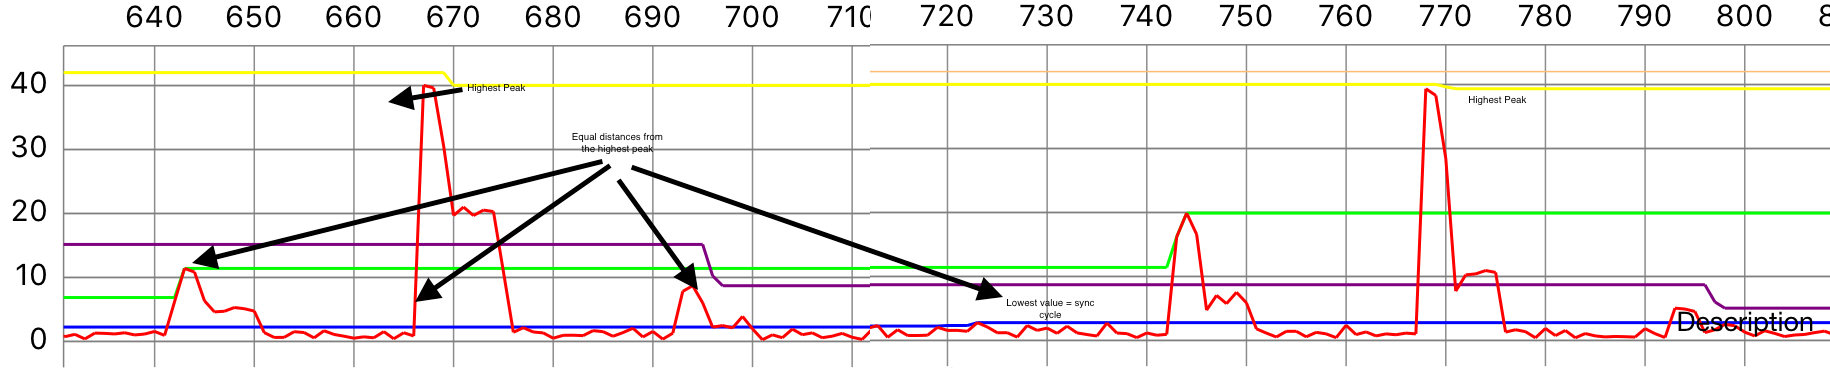 640 650 660 670 680 690 700 710 720 730 740 750 760 770 780 790 800 8
40
Highest Peak
Highest Peak
30
Equal distances from
the highest peak
20
10
Lowest value = sync
cycle
Description
0